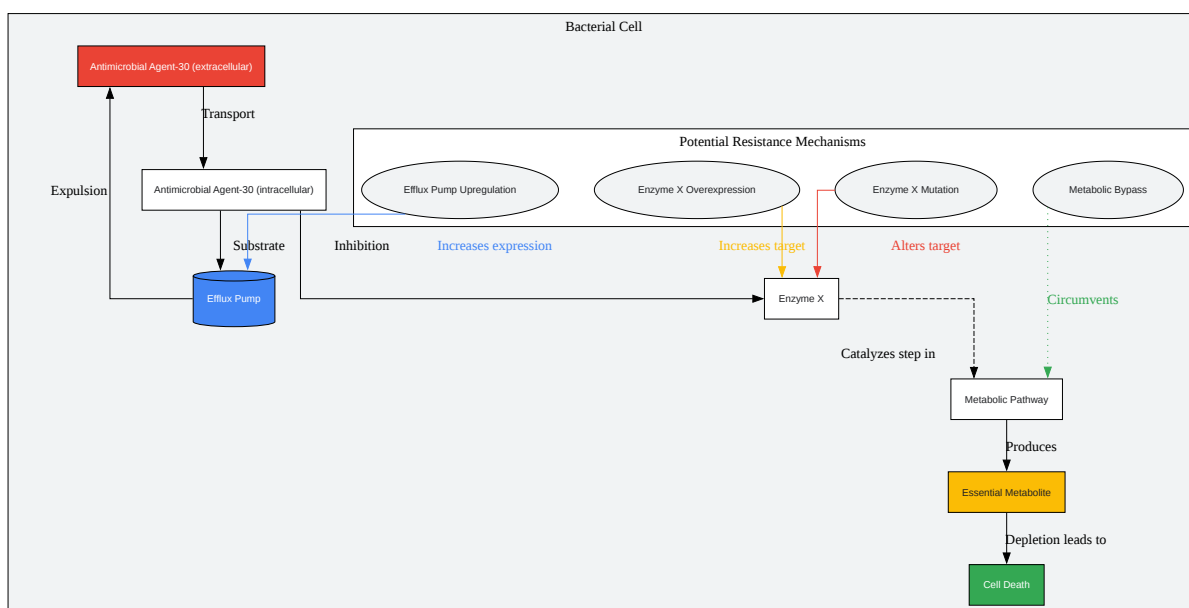 Bacterial Cell
Antimicrobial Agent-30 (extracellular)
Transport
Potential Resistance Mechanisms
Expulsion
Antimicrobial Agent-30 (intracellular)
Efflux Pump Upregulation
Enzyme X Overexpression
Enzyme X Mutation
Metabolic Bypass
Substrate
Inhibition
Increases expression
Increases target
Alters target
Efflux Pump
Enzyme X
Circumvents
Catalyzes step in
Metabolic Pathway
Produces
Essential Metabolite
Depletion leads to
Cell Death